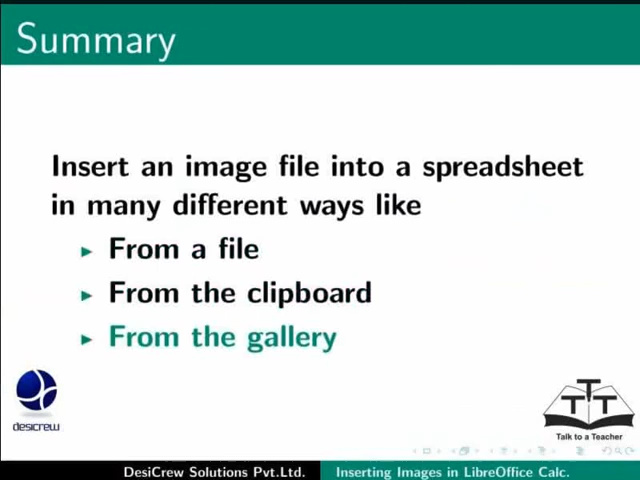 Summary
Insert an image file into a spreadsheet
in many different ways like
From a file
From the clipboard
From the gallery
desicrew
T T T
Talk to a Teacher
DesiCrew Solutions Pvt.Ltd.
Inserting Images in LibreOffice Calc.